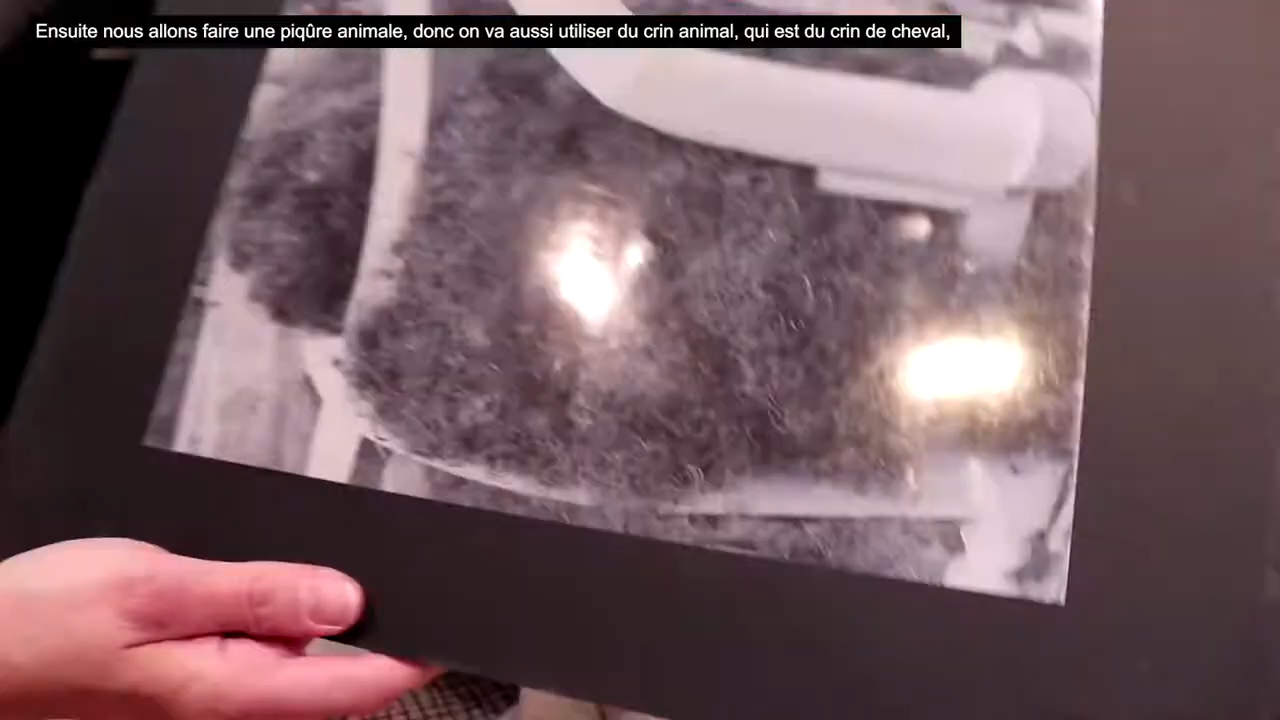 Ensuite nous allons faire une piqûre animale, donc on va aussi utiliser du crin animal, qui est du crin de cheval,